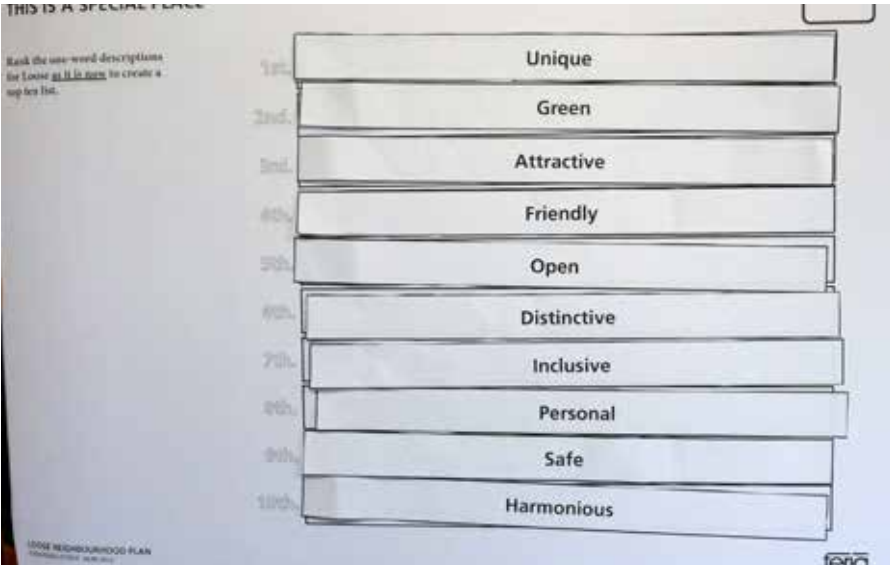 THIS IS A SPECIAL PLACE
Rank the one-word descriptions
for Loose as it is now to create a
top ten list.
1st. Unique
2nd. Green
3rd. Attractive
4th. Friendly
5th. Open
6th. Distinctive
7th. Inclusive
8th. Personal
9th. Safe
10th. Harmonious
LOOSE NEIGHBOURHOOD PLAN
feria